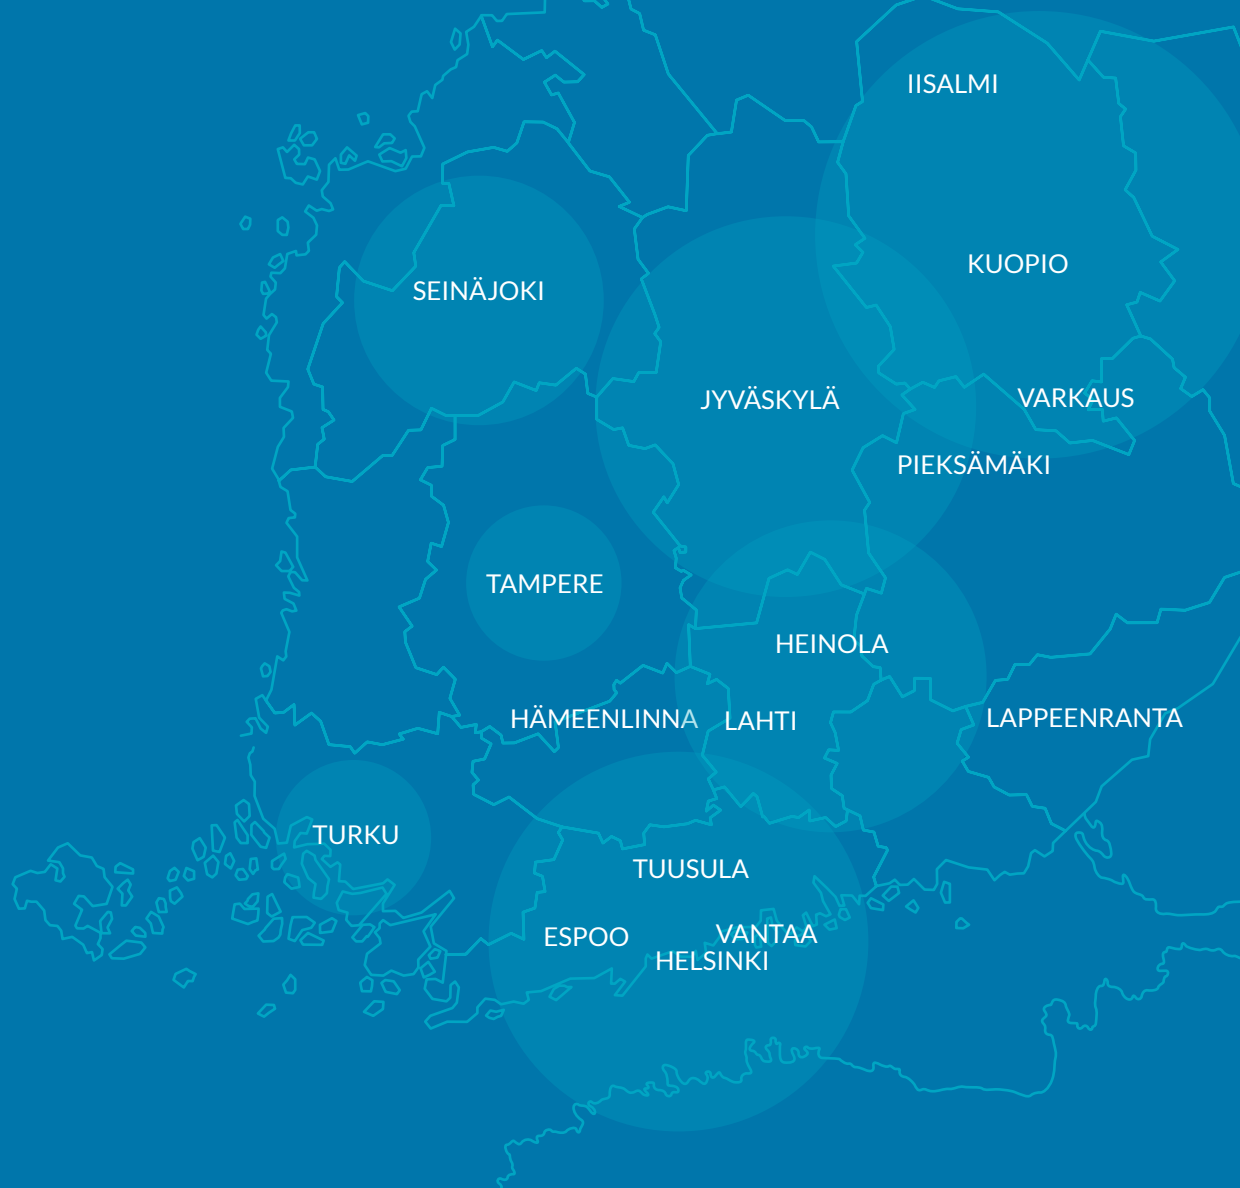 IISALMI
KUOPIO
SEINÄJOKI
JYVÄSKYLÄ
VARKAUS
PIEKSÄMÄKI
TAMPERE
HEINOLA
HÄMEENLINNA
LAHTI
LAPPEENRANTA
TURKU
TUUSULA
ESPOO
VANTAA
HELSINKI